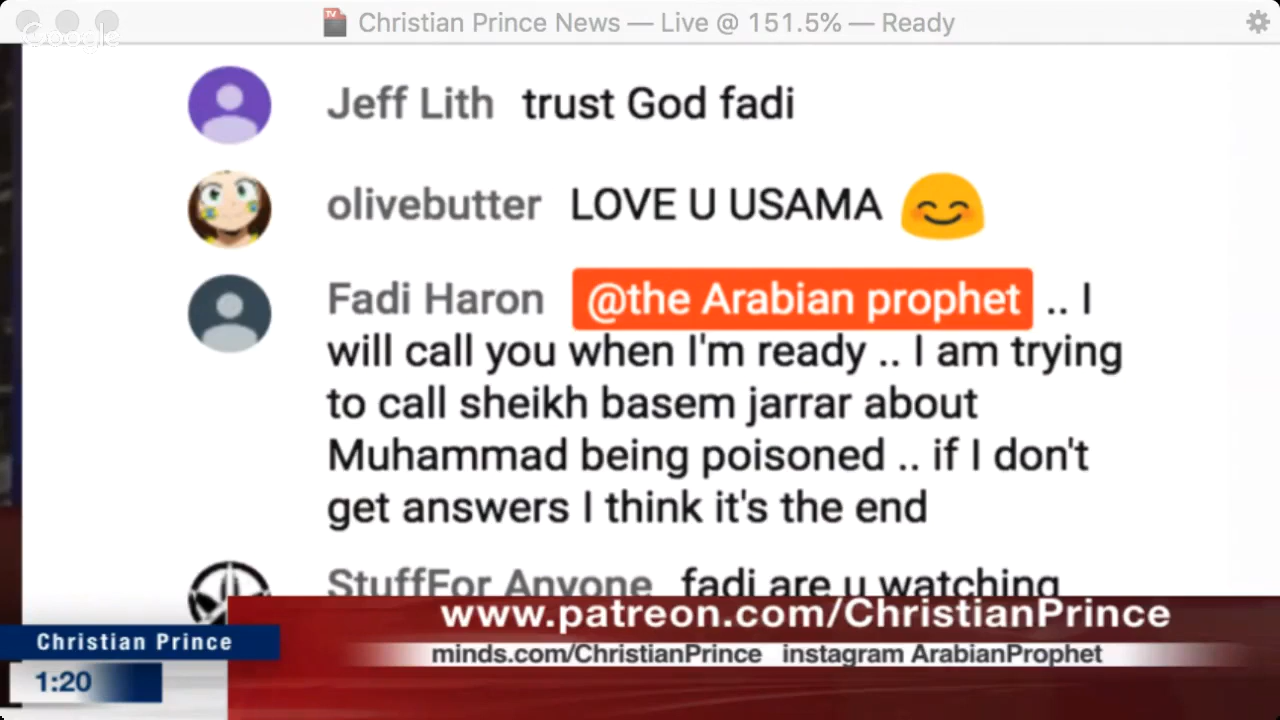 TV Christian Prince News — Live @ 151.5% — Ready
Google
Jeff Lith trust God fadi
olivebutter LOVE U USAMA 😊
Fadi Haron @the Arabian prophet .. I
will call you when I'm ready .. I am trying
to call sheikh basem jarrar about
Muhammad being poisoned .. if I don't
get answers I think it's the end
StuffFor Anyone fadi are u watching
www.patreon.com/ChristianPrince
Christian Prince
minds.com/ChristianPrince instagram ArabianProphet
1:20